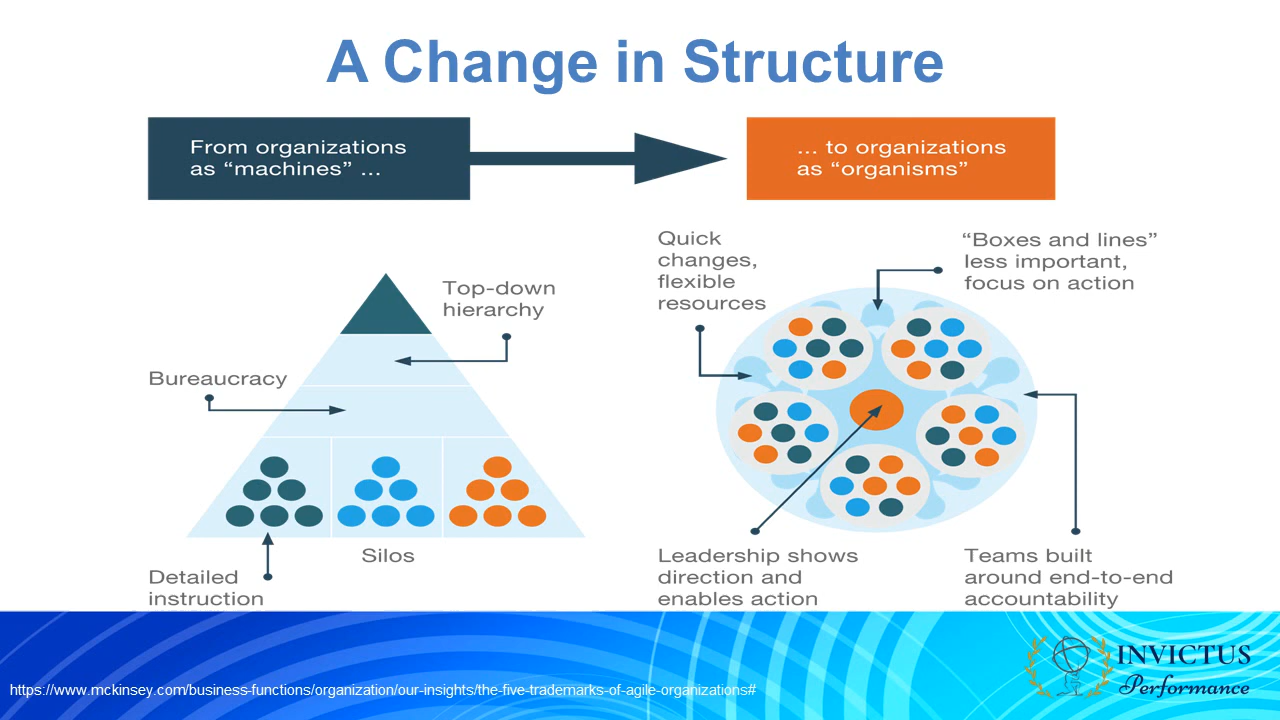 A Change in Structure
From organizations
as “machines” ...
... to organizations
as “organisms”
Top-down
hierarchy
Bureaucracy
Silos
Detailed
instruction
Quick
changes,
flexible
resources
“Boxes and lines”
less important,
focus on action
Leadership shows
direction and
enables action
Teams built
around end-to-end
accountability
https://www.mckinsey.com/business-functions/organization/our-insights/the-five-trademarks-of-agile-organizations#
INVICTUS
Performance